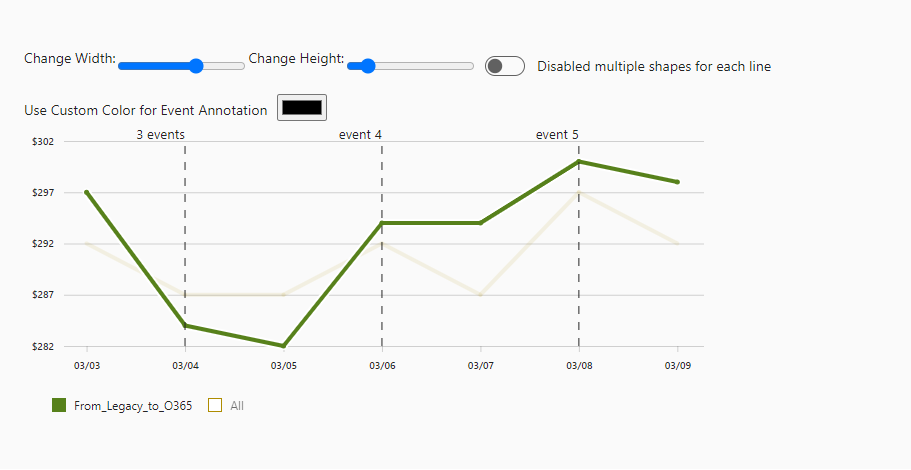 Change Width: Change Height: Disabled multiple shapes for each line
Use Custom Color for Event Annotation
3 events event 4 event 5
$302
$297
$292
$287
$282
03/03 03/04 03/05 03/06 03/07 03/08 03/09
From_Legacy_to_O365 All